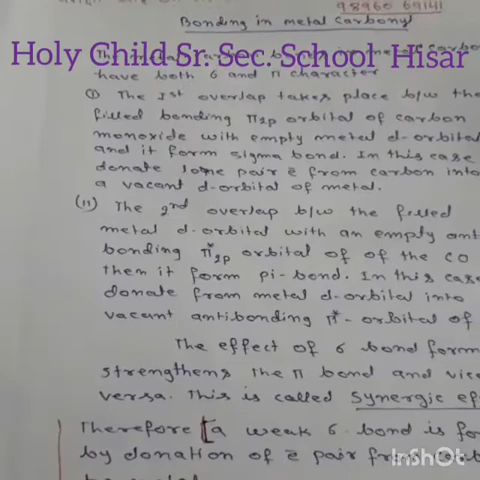 98960 69141
Bonding in metal Carbonyl
Holy Child Sr. Sec. School Hisar
have both б and π character
(I) The Ist overlap takes place b/w the
filled bonding π2p orbital of carbon
monoxide with empty metal d-orbital
and it form sigma bond. In this case
donate lone pair ē from carbon into
a vacant d-orbital of metal.
(II) The 2nd overlap b/w the filled
metal d-orbital with an empty ant
bonding π*2p orbital of of the CO
then it form pi-bond. In this case
donate from metal d-orbital into
vacant antibonding π*- orbital of
The effect of б bond form
strengthens The π bond and vice
versa. This is called Synergic ef
Therefore [a weak б bond is fo
by donation of ē pair from carb
InShOt